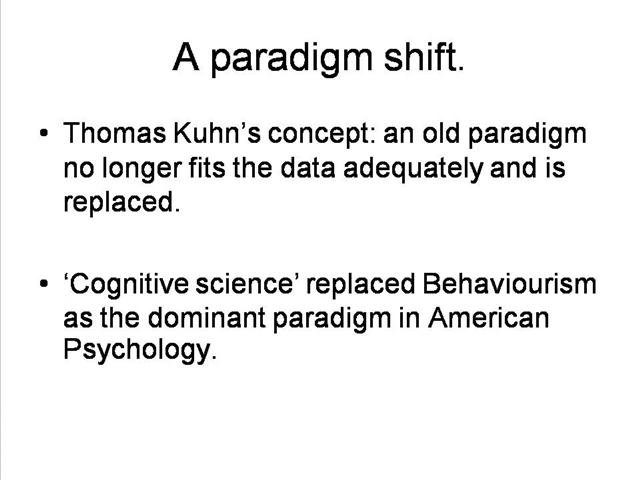 A paradigm shift.
• Thomas Kuhn’s concept: an old paradigm
no longer fits the data adequately and is
replaced.
• ‘Cognitive science’ replaced Behaviourism
as the dominant paradigm in American
Psychology.